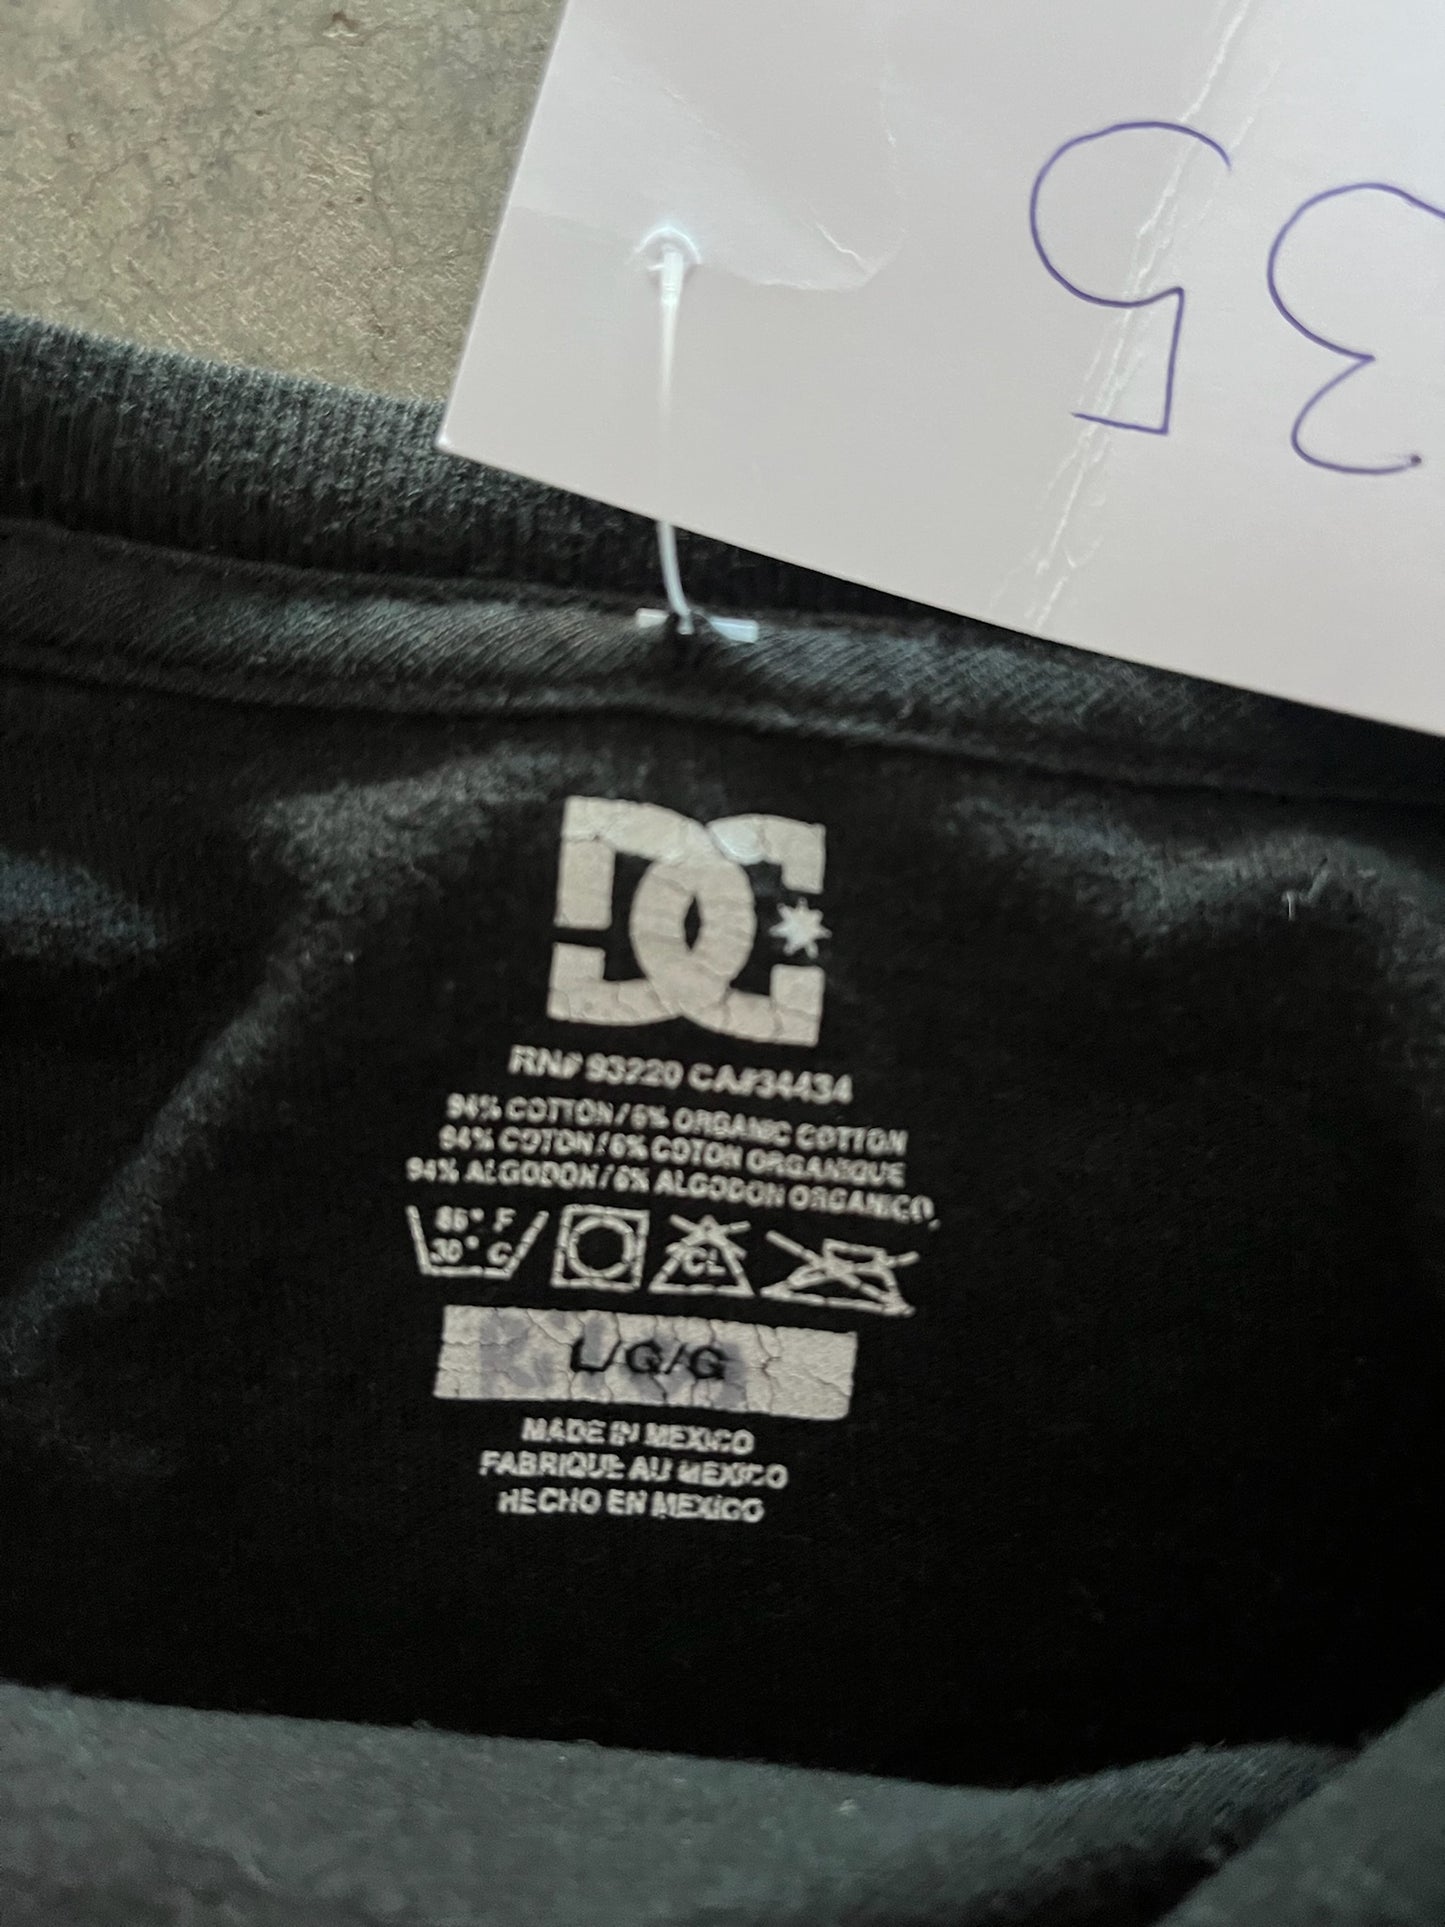 35
DC
RN# 93220 CA#34434
94% COTTON / 6% ORGANIC COTTON
94% COTON / 6% COTON ORGANIQUE
94% ALGODON / 6% ALGODON ORGANICO.
85° F
30° C
CL
L/G/G
MADE IN MEXICO
FABRIQUE AU MEXICO
HECHO EN MEXICO